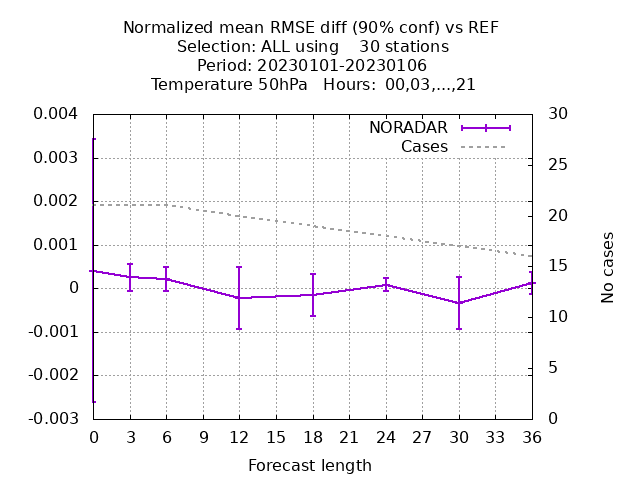 Normalized mean RMSE diff (90% conf) vs REF
Selection: ALL using    30 stations
Period: 20230101-20230106
Temperature 50hPa   Hours:  00,03,...,21
NORADAR
Cases
0.004
0.003
0.002
0.001
0
-0.001
-0.002
-0.003
30
25
20
15
10
5
0
No cases
0 3 6 9 12 15 18 21 24 27 30 33 36
Forecast length